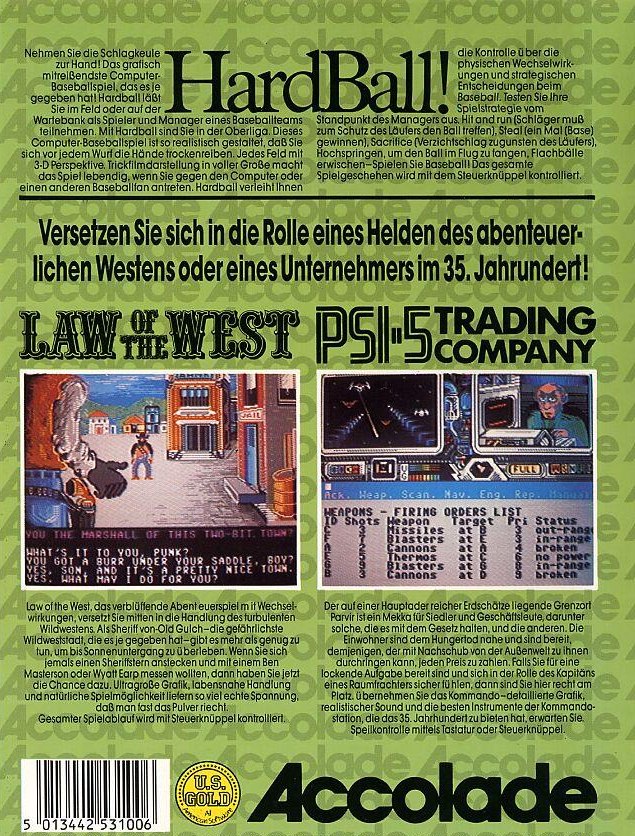 HardBall!
Nehmen Sie die Schlagkeule
zur Hand! Das grafisch
mitreißendste Computer-
Baseballspiel, das es je
gegeben hat! Hardball läßt
Sie im Feld oder auf der
Wartebank als Spieler und Manager eines Baseballteams
teilnehmen. Mit Hardball sind Sie in der Oberliga. Dieses
Computer-Baseballspiel ist so realistisch gestaltet, daß Sie
sich vor jedem Wurf die Hände trockenreiben. Jedes Feld mit
3-D Perspektive. Trickfilmdarstellung in voller Größe macht
das Spiel lebendig, wenn Sie gegen den Computer oder
einen anderen Baseballfan antreten. Hardball verleiht Ihnen
die Kontrolle über die
physischen Wechselwirk-
ungen und strategischen
Entscheidungen beim
Baseball. Testen Sie Ihre
Spielstrategie vom
Standpunkt des Managers aus. Hit and run (Schläger muß
zum Schutz des Läufers den Ball treffen), Steal (ein Mal (Base)
gewinnen), Sacrifice (Verzichtschlag zugunsten des Läufers),
Hochspringen, um den Ball im Flug zu fangen, Flachbälle
erwischen–Spielen Sie Baseball! Das gesamte
Spielgeschehen wird mit dem Steuerknüppel kontrolliert.
Versetzen Sie sich in die Rolle eines Helden des abenteuer-
lichen Westens oder eines Unternehmers im 35. Jahrhundert!
LAW OF THE WEST
JAIL
YOU THE MARSHALL OF THIS TWO-BIT TOWN?
WHAT'S IT TO YOU, PUNK?
YOU GOT A BURR UNDER YOUR SADDLE, BOY?
YES, SON, AND IT'S A PRETTY NICE TOWN.
YES. WHAT MAY I DO FOR YOU?
Law of the West, das verblüffende Abenteuerspiel mit Wechsel-
wirkungen, versetzt Sie mitten in die Handlung des turbulenten
Wildwestens. Als Sheriff von Old Gulch–die gefährlichste
Wildweststadt, die es je gegeben hat–gibt es mehr als genug zu
tun, um bis Sonnenuntergang zu überleben. Wenn Sie sich
jemals einen Sheriffstern anstecken und mit einem Ben
Masterson oder Wyatt Earp messen wollten, dann haben Sie jetzt
die Chance dazu. Ultragroße Grafik, lebensnahe Handlung
und natürliche Spielmöglichkeit liefern so viel echte Spannung,
daß man fast das Pulver riecht.
Gesamter Spielablauf wird mit Steuerknüppel kontrolliert.
PSI·5 TRADING
COMPANY
FULL
Ack. Weap. Scan. Nav. Eng. Rep. Manual
WEAPONS - FIRING ORDERS LIST
ID Shots Weapon Target Pri Status
Missiles at out-range
Blasters at in-range
2 Cannons at broken
5 Thermos at no power
Blasters at in-range
B 3 Cannons at D 9 broken
Der auf einer Hauptader reicher Erdschätze liegende Grenzort
Parvir ist ein Mekka für Siedler und Geschäftsleute, darunter
solche, die es mit dem Gesetz halten, und die anderen. Die
Einwohner sind dem Hungertod nahe und sind bereit,
demjenigen, der mit Nachschub von der Außenwelt zu ihnen
durchdringen kann, jeden Preis zu zahlen. Falls Sie für eine
lockende Aufgabe bereit sind und sich in der Rolle des Kapitäns
eines Raumfrachters sicher fühlen, dann sind Sie hier recht am
Platz. Übernehmen Sie das Kommando–detaillierte Grafik,
realistischer Sound und die besten Instrumente der Kommando-
station, die das 35. Jahrhundert zu bieten hat, erwarten Sie.
Speilkontrolle mittels Tastatur oder Steuerknüppel.
5 013442 531006
U.S.
GOLD
All
American Software
Accolade